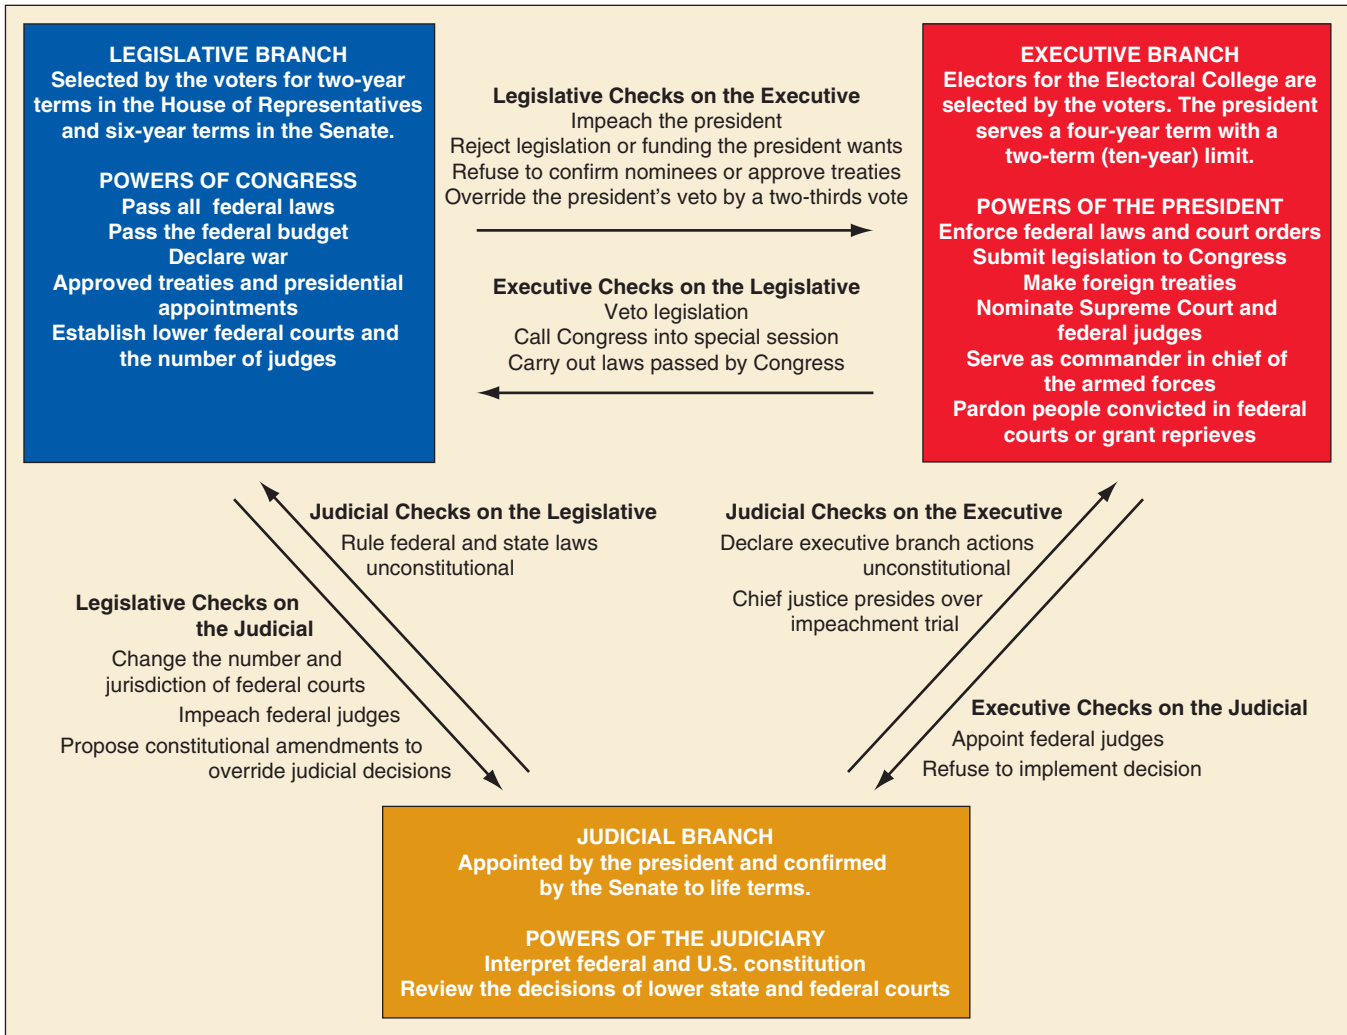 LEGISLATIVE BRANCH
Selected by the voters for two-year
terms in the House of Representatives
and six-year terms in the Senate.
POWERS OF CONGRESS
Pass all federal laws
Pass the federal budget
Declare war
Approved treaties and presidential
appointments
Establish lower federal courts and
the number of judges
Legislative Checks on the Executive
Impeach the president
Reject legislation or funding the president wants
Refuse to confirm nominees or approve treaties
Override the president’s veto by a two-thirds vote
Executive Checks on the Legislative
Veto legislation
Call Congress into special session
Carry out laws passed by Congress
EXECUTIVE BRANCH
Electors for the Electoral College are
selected by the voters. The president
serves a four-year term with a
two-term (ten-year) limit.
POWERS OF THE PRESIDENT
Enforce federal laws and court orders
Submit legislation to Congress
Make foreign treaties
Nominate Supreme Court and
federal judges
Serve as commander in chief of
the armed forces
Pardon people convicted in federal
courts or grant reprieves
Judicial Checks on the Legislative
Rule federal and state laws
unconstitutional
Legislative Checks on
the Judicial
Change the number and
jurisdiction of federal courts
Impeach federal judges
Propose constitutional amendments to
override judicial decisions
Judicial Checks on the Executive
Declare executive branch actions
unconstitutional
Chief justice presides over
impeachment trial
Executive Checks on the Judicial
Appoint federal judges
Refuse to implement decision
JUDICIAL BRANCH
Appointed by the president and confirmed
by the Senate to life terms.
POWERS OF THE JUDICIARY
Interpret federal and U.S. constitution
Review the decisions of lower state and federal courts